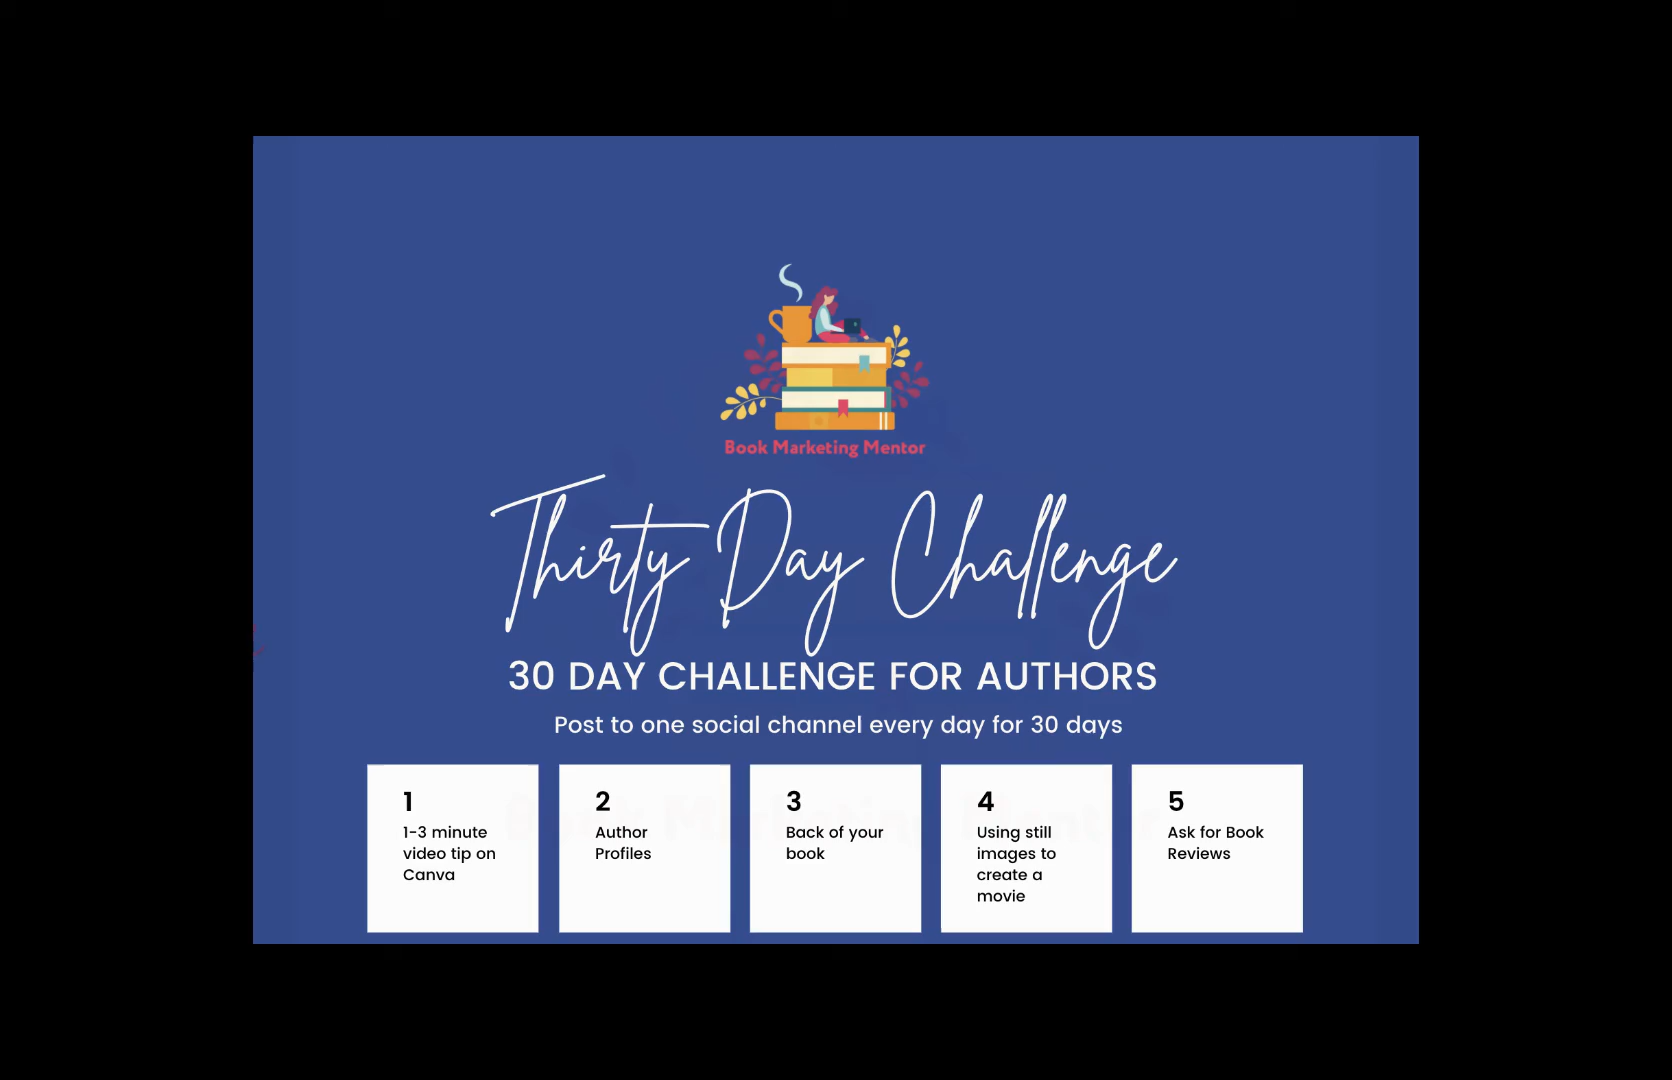 Book Marketing Mentor
Thirty Day Challenge
30 DAY CHALLENGE FOR AUTHORS
Post to one social channel every day for 30 days
1
1-3 minute
video tip on
Canva
2
Author
Profiles
3
Back of your
book
4
Using still
images to
create a
movie
5
Ask for Book
Reviews